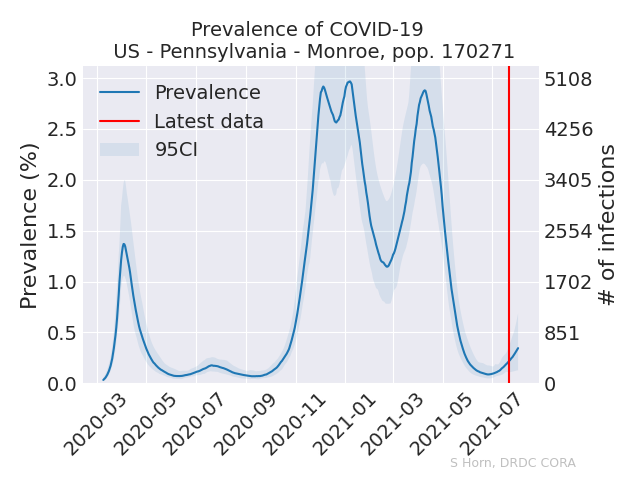 Prevalence of COVID-19
US - Pennsylvania - Monroe, pop. 170271
Prevalence
Latest data
95CI
Prevalence (%)
3.0
2.5
2.0
1.5
1.0
0.5
0.0
5108
4256
3405
2554
1702
851
0
# of infections
2020-03
2020-05
2020-07
2020-09
2020-11
2021-01
2021-03
2021-05
2021-07
S Horn, DRDC CORA